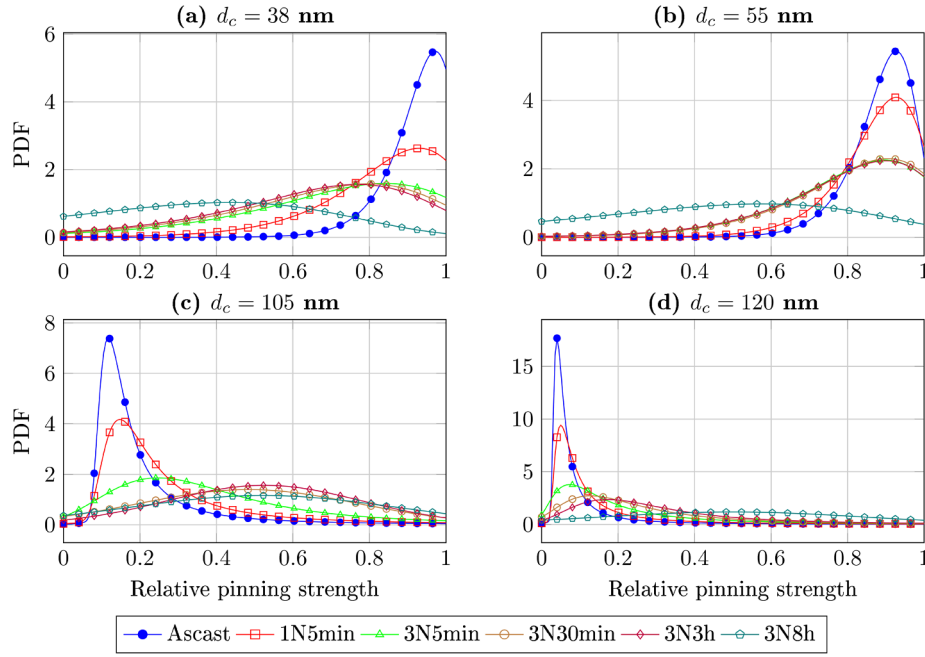 (a) d_c = 38 nm
(b) d_c = 55 nm
PDF
6
4
2
0
0 0.2 0.4 0.6 0.8 1
6
4
2
0
0 0.2 0.4 0.6 0.8 1
(c) d_c = 105 nm
(d) d_c = 120 nm
PDF
8
6
4
2
0
0 0.2 0.4 0.6 0.8 1
15
10
5
0
0 0.2 0.4 0.6 0.8 1
Relative pinning strength
Relative pinning strength
Ascast 1N5min 3N5min 3N30min 3N3h 3N8h